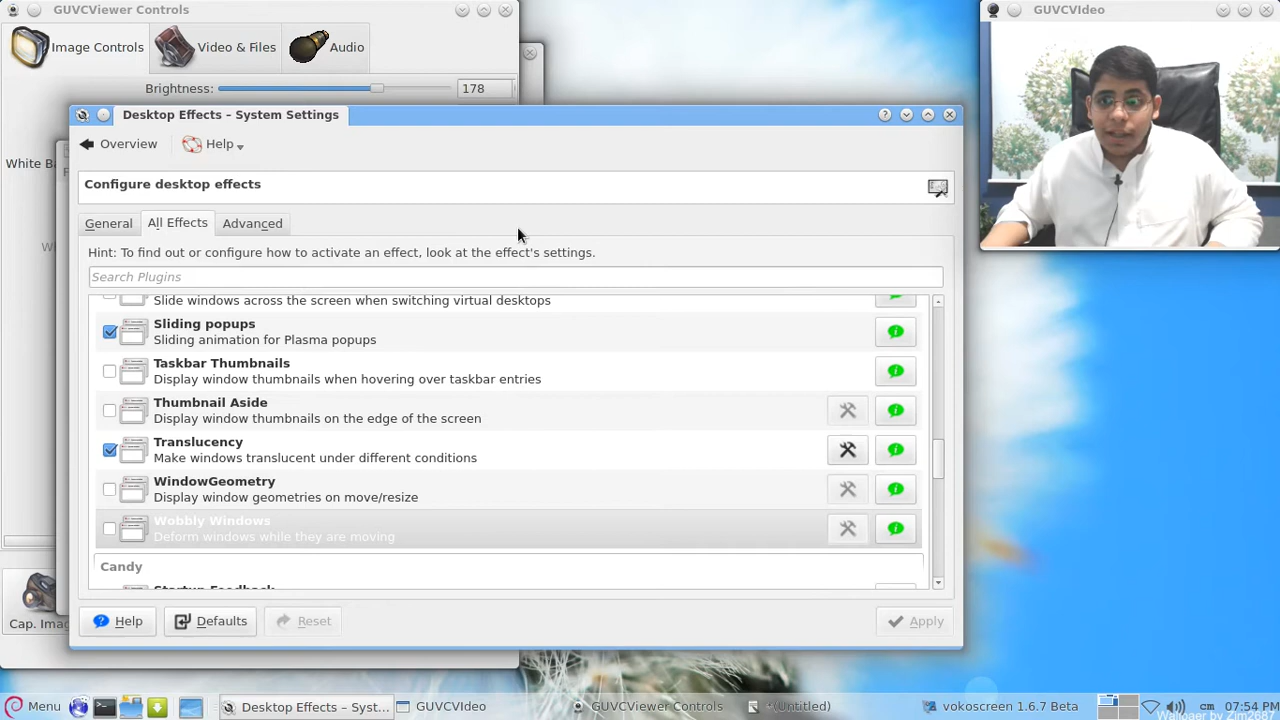 GUVCViewer Controls
GUVCVIdeo
Image Controls
Video & Files
Audio
Brightness:
178
Desktop Effects – System Settings
White Ba
Overview
Help
Configure desktop effects
General
All Effects
Advanced
Hint: To find out or configure how to activate an effect, look at the effect's settings.
Search Plugins
Slide windows across the screen when switching virtual desktops
Sliding popups
Sliding animation for Plasma popups
Taskbar Thumbnails
Display window thumbnails when hovering over taskbar entries
Thumbnail Aside
Display window thumbnails on the edge of the screen
Translucency
Make windows translucent under different conditions
WindowGeometry
Display window geometries on move/resize
Wobbly Windows
Deform windows while they are moving
Candy
Startup Feedback
Cap. Imag
Help
Defaults
Reset
Apply
Menu
Desktop Effects – Syst...
GUVCVIdeo
GUVCViewer Controls
*(Untitled)
vokoscreen 1.6.7 Beta
cm
07:54 PM